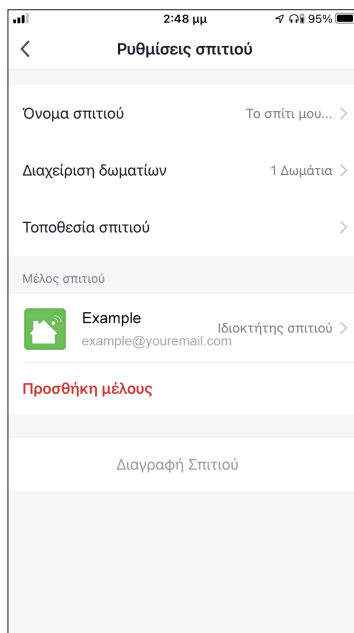 2:48 μμ 95%
Ρυθμίσεις σπιτιού
Όνομα σπιτιού Το σπίτι μου...
Διαχείριση δωματίων 1 Δωμάτια
Τοποθεσία σπιτιού
Μέλος σπιτιού
Example
Ιδιοκτήτης σπιτιού
example@youremail.com
Προσθήκη μέλους
Διαγραφή Σπιτιού